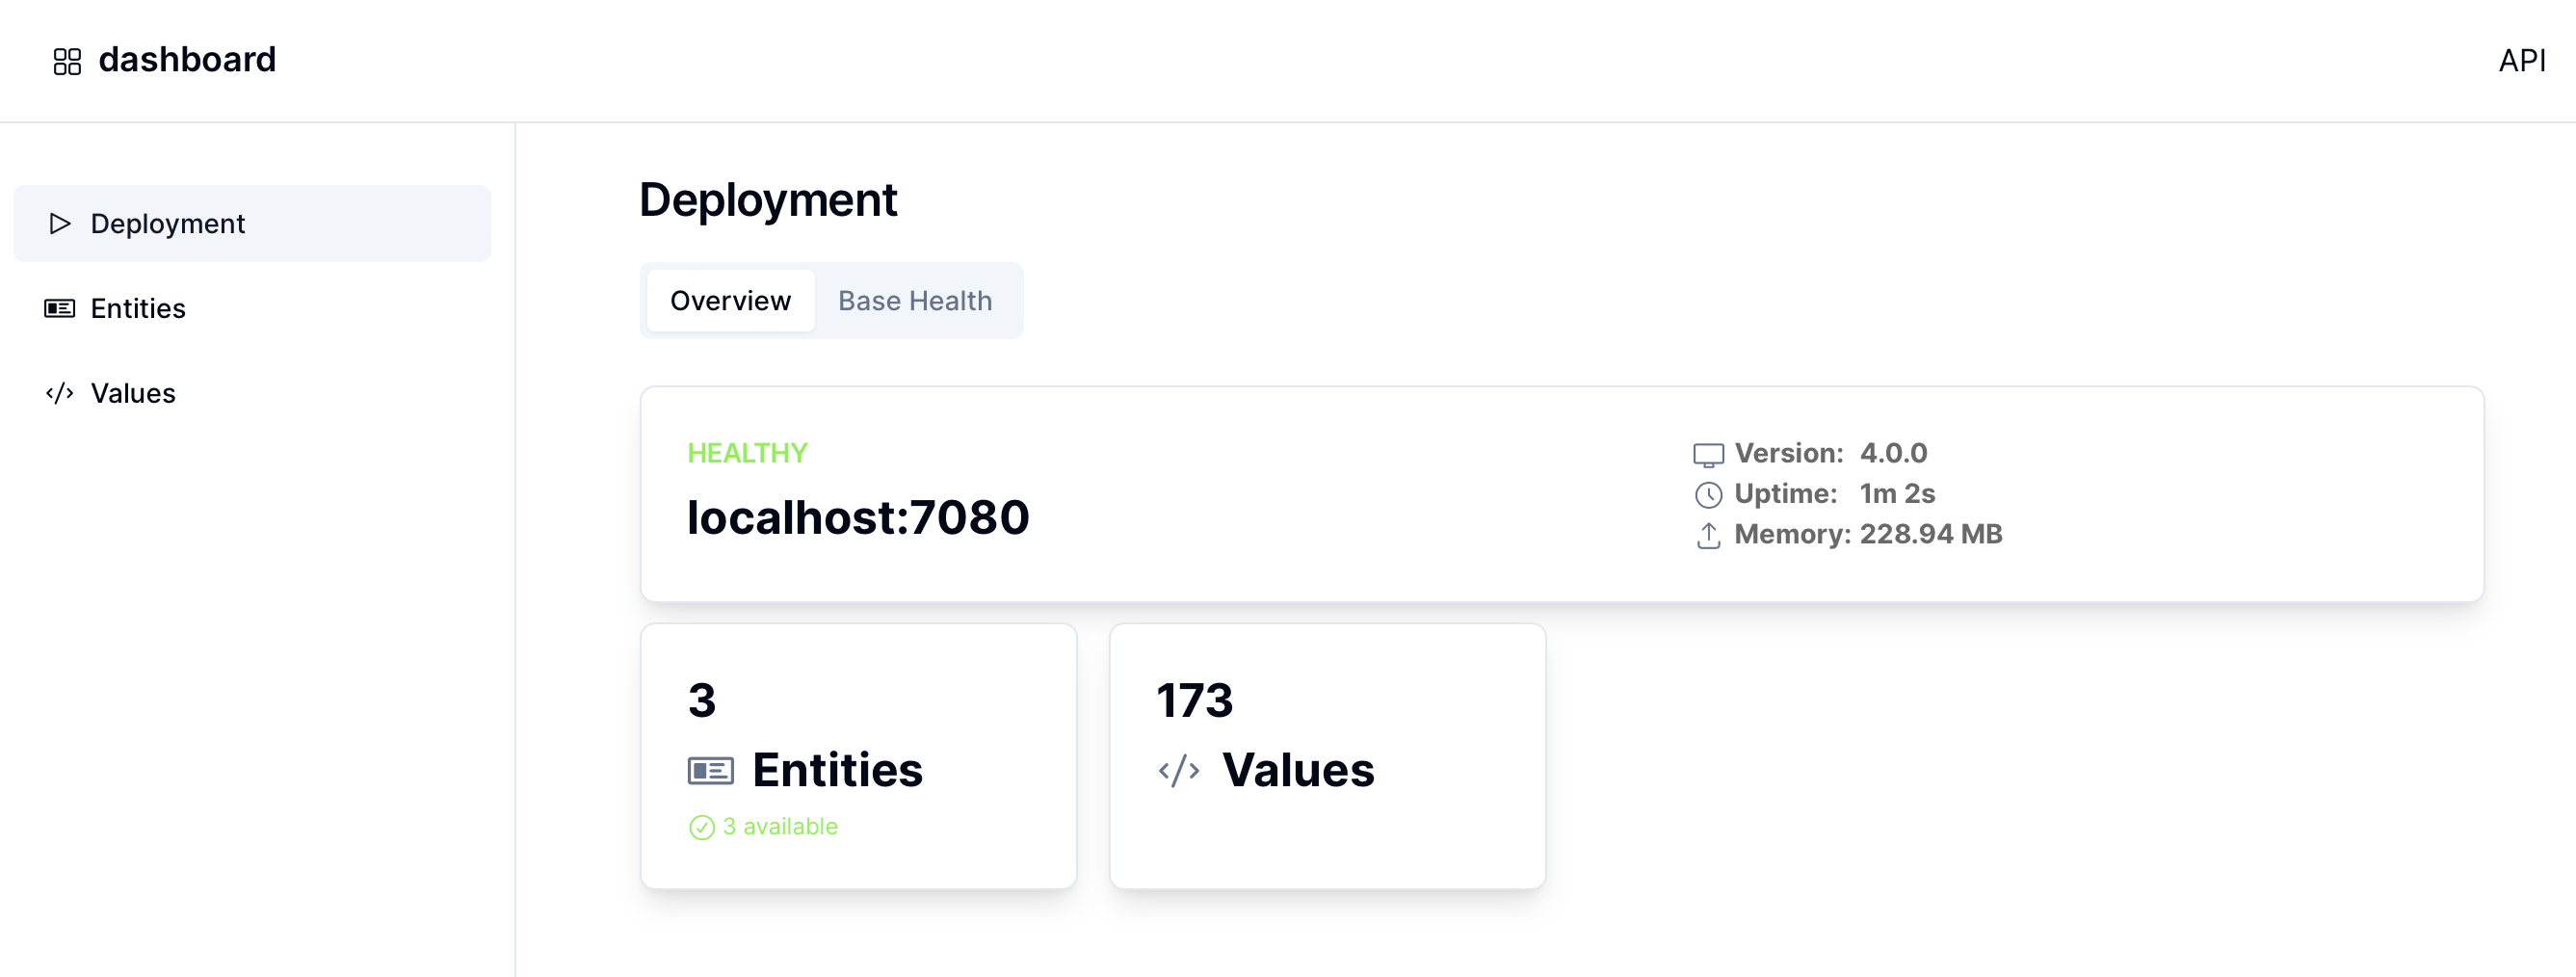 dashboard
API
Deployment
Entities
Values
Deployment
Overview
Base Health
HEALTHY
localhost:7080
Version: 4.0.0
Uptime: 1m 2s
Memory: 228.94 MB
3
Entities
3 available
173
Values